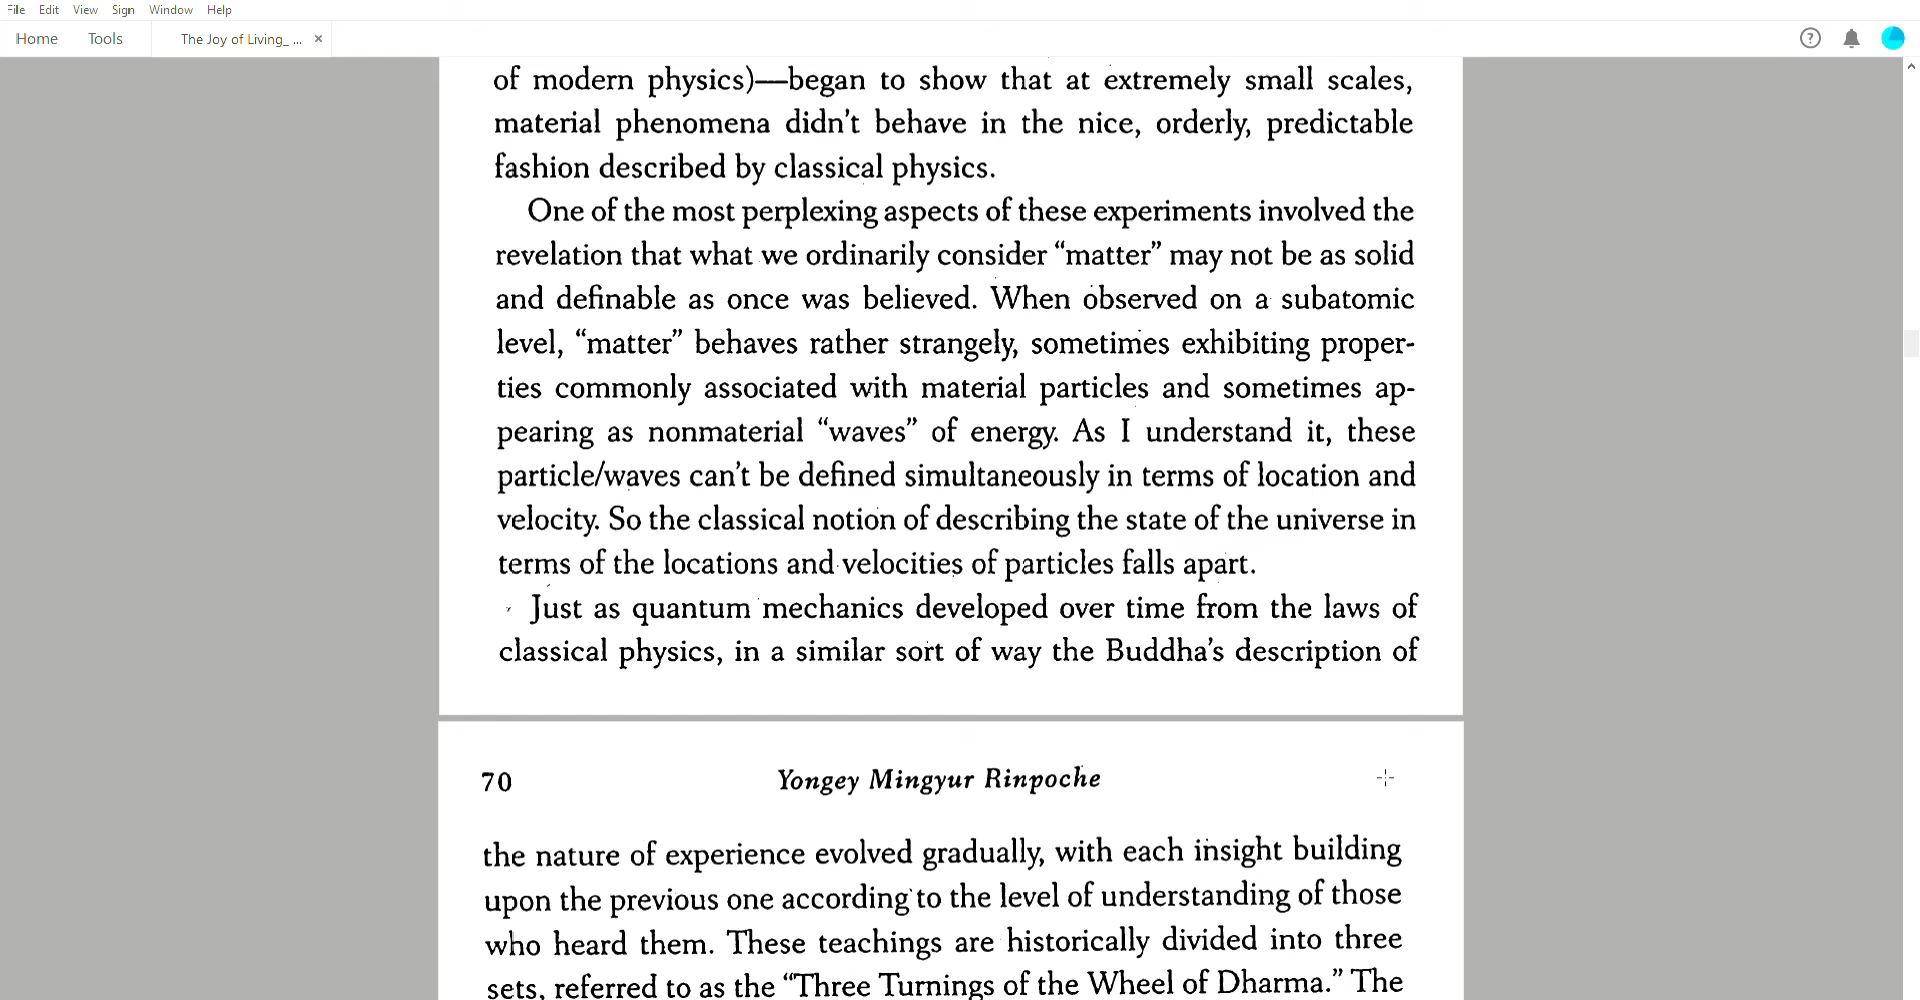 File Edit View Sign Window Help
Home Tools The Joy of Living_ ... ×
of modern physics)—began to show that at extremely small scales,
material phenomena didn't behave in the nice, orderly, predictable
fashion described by classical physics.
One of the most perplexing aspects of these experiments involved the
revelation that what we ordinarily consider “matter” may not be as solid
and definable as once was believed. When observed on a subatomic
level, “matter” behaves rather strangely, sometimes exhibiting proper-
ties commonly associated with material particles and sometimes ap-
pearing as nonmaterial “waves” of energy. As I understand it, these
particle/waves can't be defined simultaneously in terms of location and
velocity. So the classical notion of describing the state of the universe in
terms of the locations and velocities of particles falls apart.
Just as quantum mechanics developed over time from the laws of
classical physics, in a similar sort of way the Buddha's description of
70 Yongey Mingyur Rinpoche
the nature of experience evolved gradually, with each insight building
upon the previous one according to the level of understanding of those
who heard them. These teachings are historically divided into three
sets, referred to as the “Three Turnings of the Wheel of Dharma.” The